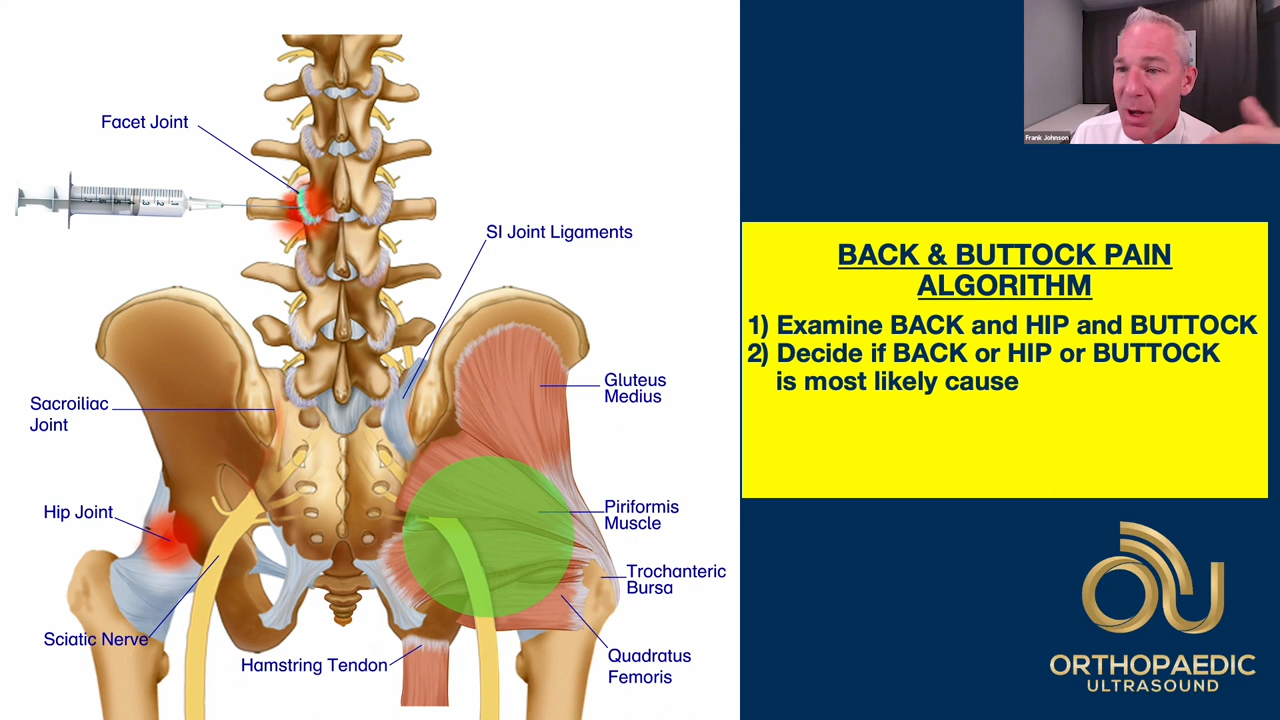 Facet Joint
SI Joint Ligaments
Sacroiliac
Joint
Hip Joint
Sciatic Nerve
Hamstring Tendon
Gluteus
Medius
Piriformis
Muscle
Trochanteric
Bursa
Quadratus
Femoris
Frank Johnson
BACK & BUTTOCK PAIN
ALGORITHM
1) Examine BACK and HIP and BUTTOCK
2) Decide if BACK or HIP or BUTTOCK
is most likely cause
ORTHOPAEDIC
ULTRASOUND